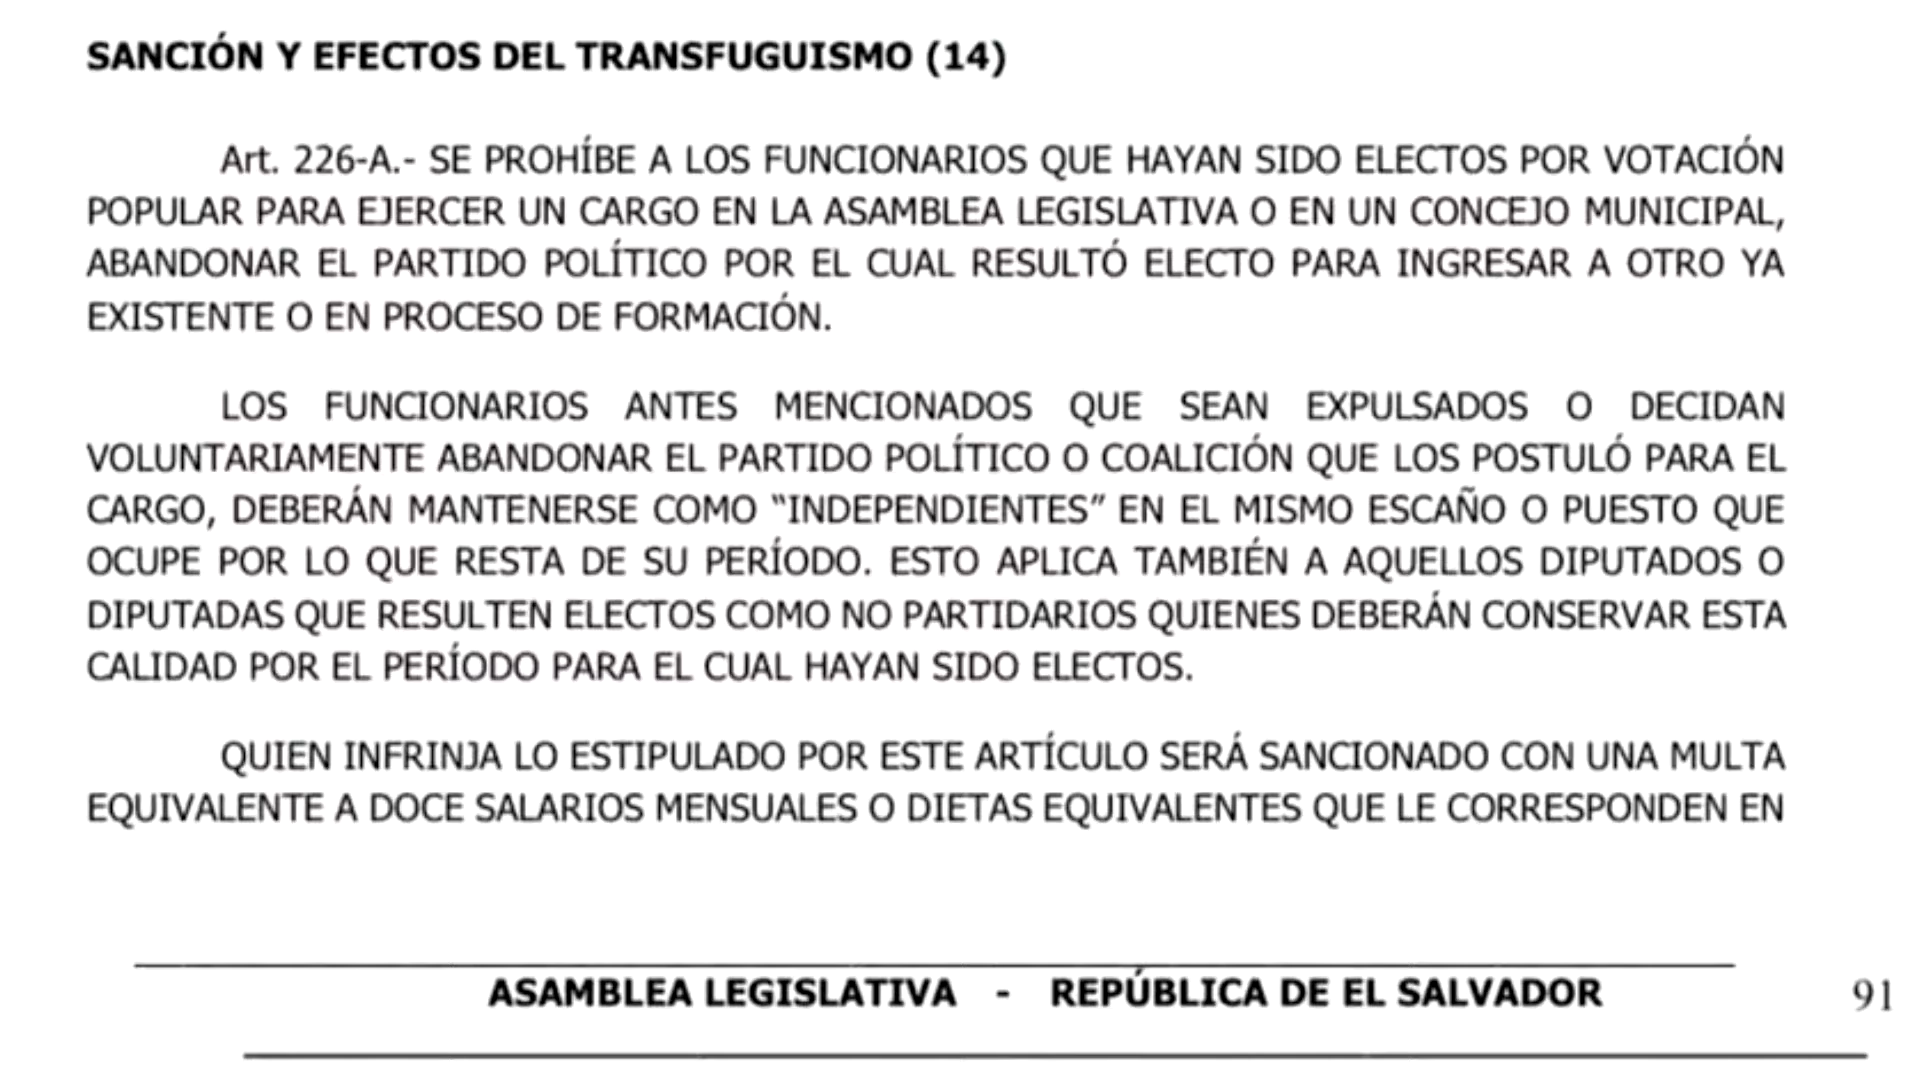 SANCIÓN Y EFECTOS DEL TRANSFUGUISMO (14)
Art. 226-A.- SE PROHÍBE A LOS FUNCIONARIOS QUE HAYAN SIDO ELECTOS POR VOTACIÓN
POPULAR PARA EJERCER UN CARGO EN LA ASAMBLEA LEGISLATIVA O EN UN CONCEJO MUNICIPAL,
ABANDONAR EL PARTIDO POLÍTICO POR EL CUAL RESULTÓ ELECTO PARA INGRESAR A OTRO YA
EXISTENTE O EN PROCESO DE FORMACIÓN.
LOS FUNCIONARIOS ANTES MENCIONADOS QUE SEAN EXPULSADOS O DECIDAN
VOLUNTARIAMENTE ABANDONAR EL PARTIDO POLÍTICO O COALICIÓN QUE LOS POSTULÓ PARA EL
CARGO, DEBERÁN MANTENERSE COMO “INDEPENDIENTES” EN EL MISMO ESCAÑO O PUESTO QUE
OCUPE POR LO QUE RESTA DE SU PERÍODO. ESTO APLICA TAMBIÉN A AQUELLOS DIPUTADOS O
DIPUTADAS QUE RESULTEN ELECTOS COMO NO PARTIDARIOS QUIENES DEBERÁN CONSERVAR ESTA
CALIDAD POR EL PERÍODO PARA EL CUAL HAYAN SIDO ELECTOS.
QUIEN INFRINJA LO ESTIPULADO POR ESTE ARTÍCULO SERÁ SANCIONADO CON UNA MULTA
EQUIVALENTE A DOCE SALARIOS MENSUALES O DIETAS EQUIVALENTES QUE LE CORRESPONDEN EN
ASAMBLEA LEGISLATIVA - REPÚBLICA DE EL SALVADOR 91